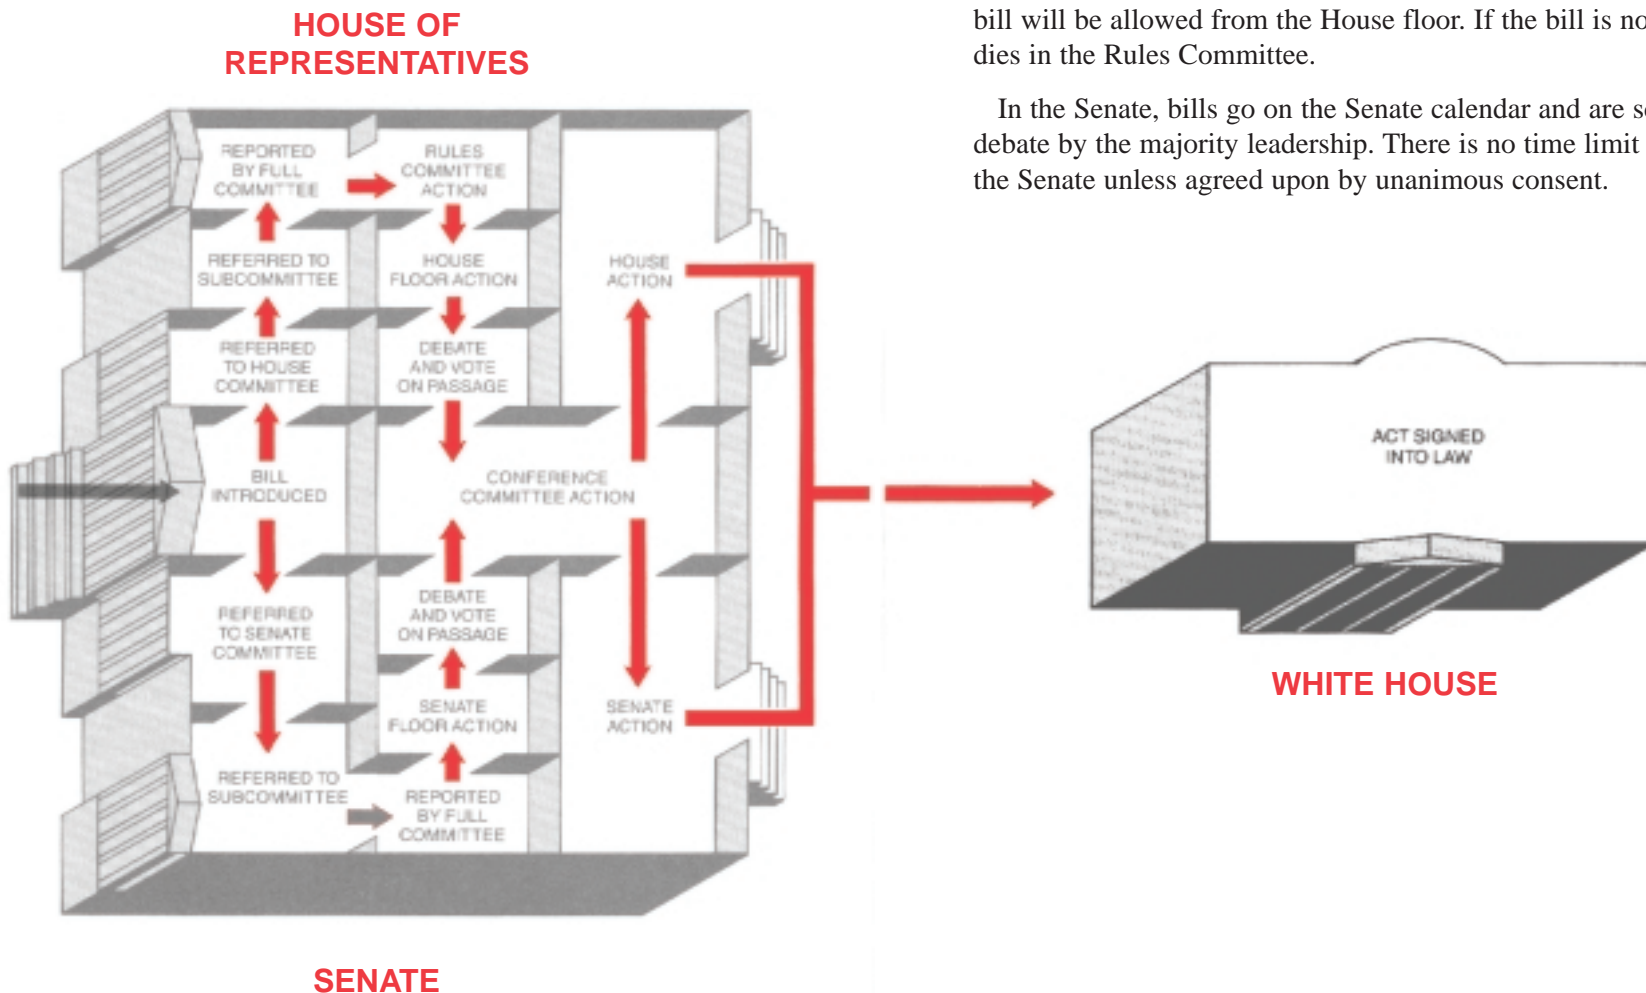 HOUSE OF
REPRESENTATIVES
bill will be allowed from the House floor. If the bill is
dies in the Rules Committee.
In the Senate, bills go on the Senate calendar and are
debate by the majority leadership. There is no time limit
the Senate unless agreed upon by unanimous consent.
REPORTED
BY FULL
COMMITTEE
RULES
COMMITTEE
ACTION
REFERRED TO
SUBCOMMITTEE
HOUSE
FLOOR ACTION
HOUSE
ACTION
REFERRED
TO HOUSE
COMMITTEE
DEBATE
AND VOTE
ON PASSAGE
BILL
INTRODUCED
CONFERENCE
COMMITTEE ACTION
REFERRED
TO SENATE
COMMITTEE
DEBATE
AND VOTE
ON PASSAGE
SENATE
FLOOR ACTION
SENATE
ACTION
REFERRED TO
SUBCOMMITTEE
REPORTED
BY FULL
COMMITTEE
ACT SIGNED
INTO LAW
WHITE HOUSE
SENATE